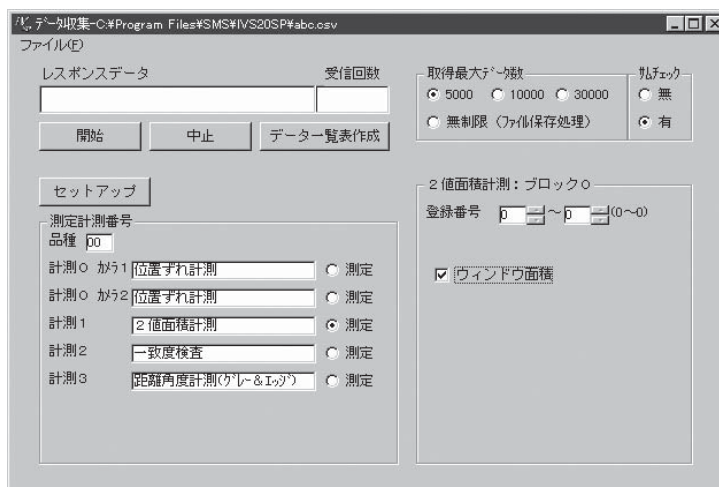 データ収集-C:¥Program Files¥SMS¥IVS20SP¥abc.csv
ファイル(F)
レスポンスデータ 受信回数
開始 中止 データ一覧表作成
取得最大データ数
5000 10000 30000
無制限（ファイル保存処理）
サムチェック
無
有
セットアップ
測定計測番号
品種 00
計測0 カメラ1 位置ずれ計測 測定
計測0 カメラ2 位置ずれ計測 測定
計測1 2値面積計測 測定
計測2 一致度検査 測定
計測3 距離角度計測(グレー&エッジ) 測定
2値面積計測：ブロック0
登録番号 0 ～ 0 (0～0)
ウィンドウ面積